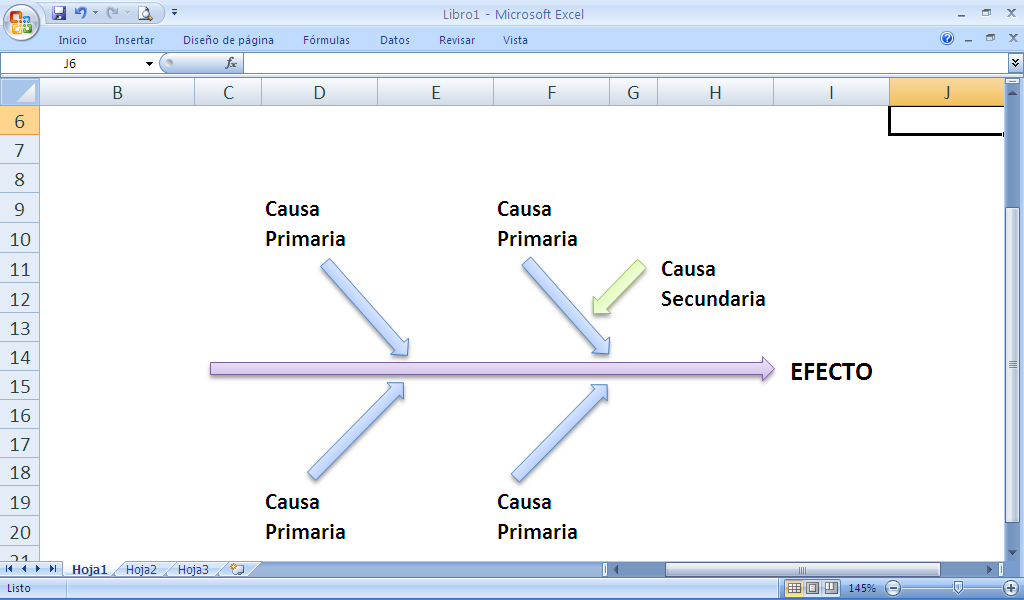 Libro1 - Microsoft Excel
Inicio Insertar Diseño de página Fórmulas Datos Revisar Vista
J6 fx
B C D E F G H I J
6
7
8
9
10
11
12
13
14
15
16
17
18
19
20
21
Causa Causa
Primaria Primaria
Causa
Secundaria
EFECTO
Causa Causa
Primaria Primaria
Hoja1 Hoja2 Hoja3
Listo 145%